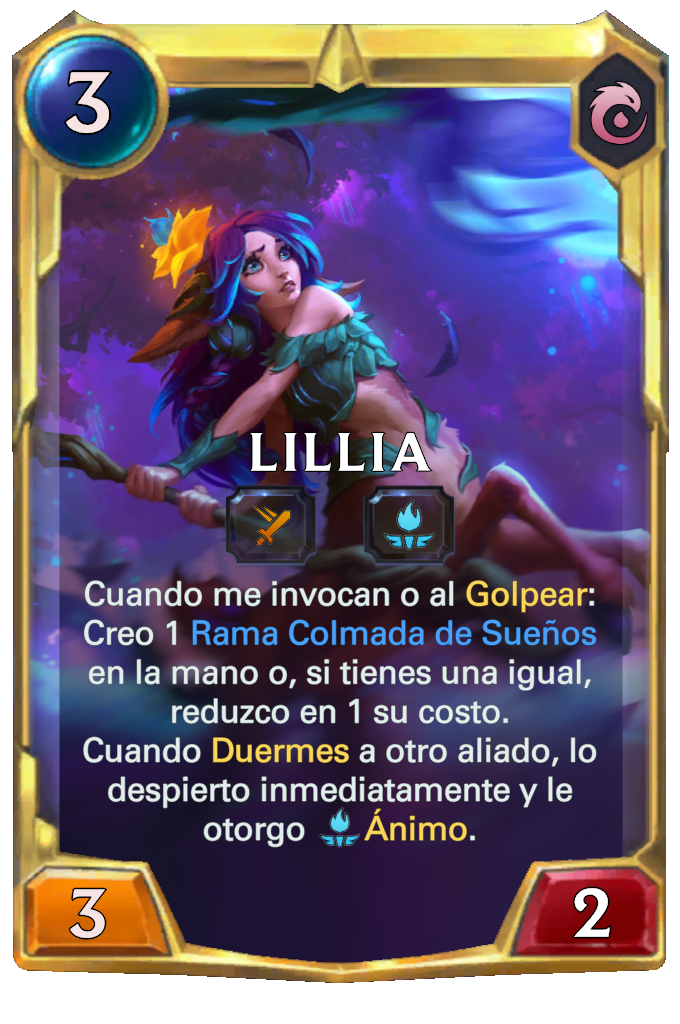 3
LILLIA
Cuando me invocan o al Golpear:
Creo 1 Rama Colmada de Sueños
en la mano o, si tienes una igual,
reduzco en 1 su costo.
Cuando Duermes a otro aliado, lo
despierto inmediatamente y le
otorgo Ánimo.
3
2